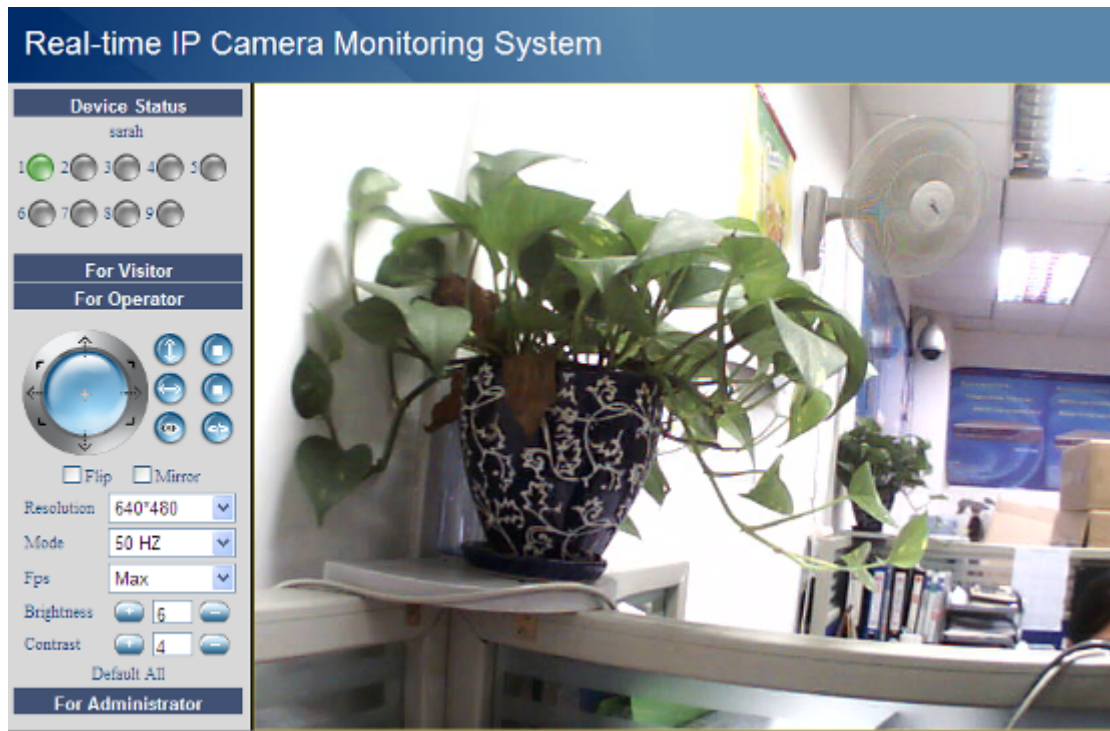 Real-time IP Camera Monitoring System
Device Status
sarah
1 2 3 4 5
6 7 8 9
For Visitor
For Operator
Flip Mirror
Resolution 640*480
Mode 50 HZ
Fps Max
Brightness + 6 -
Contrast + 4 -
Default All
For Administrator